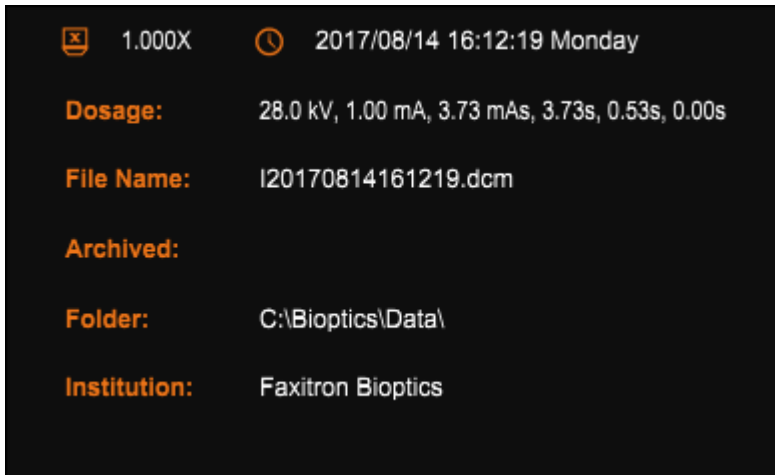 1.000X 2017/08/14 16:12:19 Monday
Dosage: 28.0 kV, 1.00 mA, 3.73 mAs, 3.73s, 0.53s, 0.00s
File Name: I20170814161219.dcm
Archived:
Folder: C:\Bioptics\Data\
Institution: Faxitron Bioptics